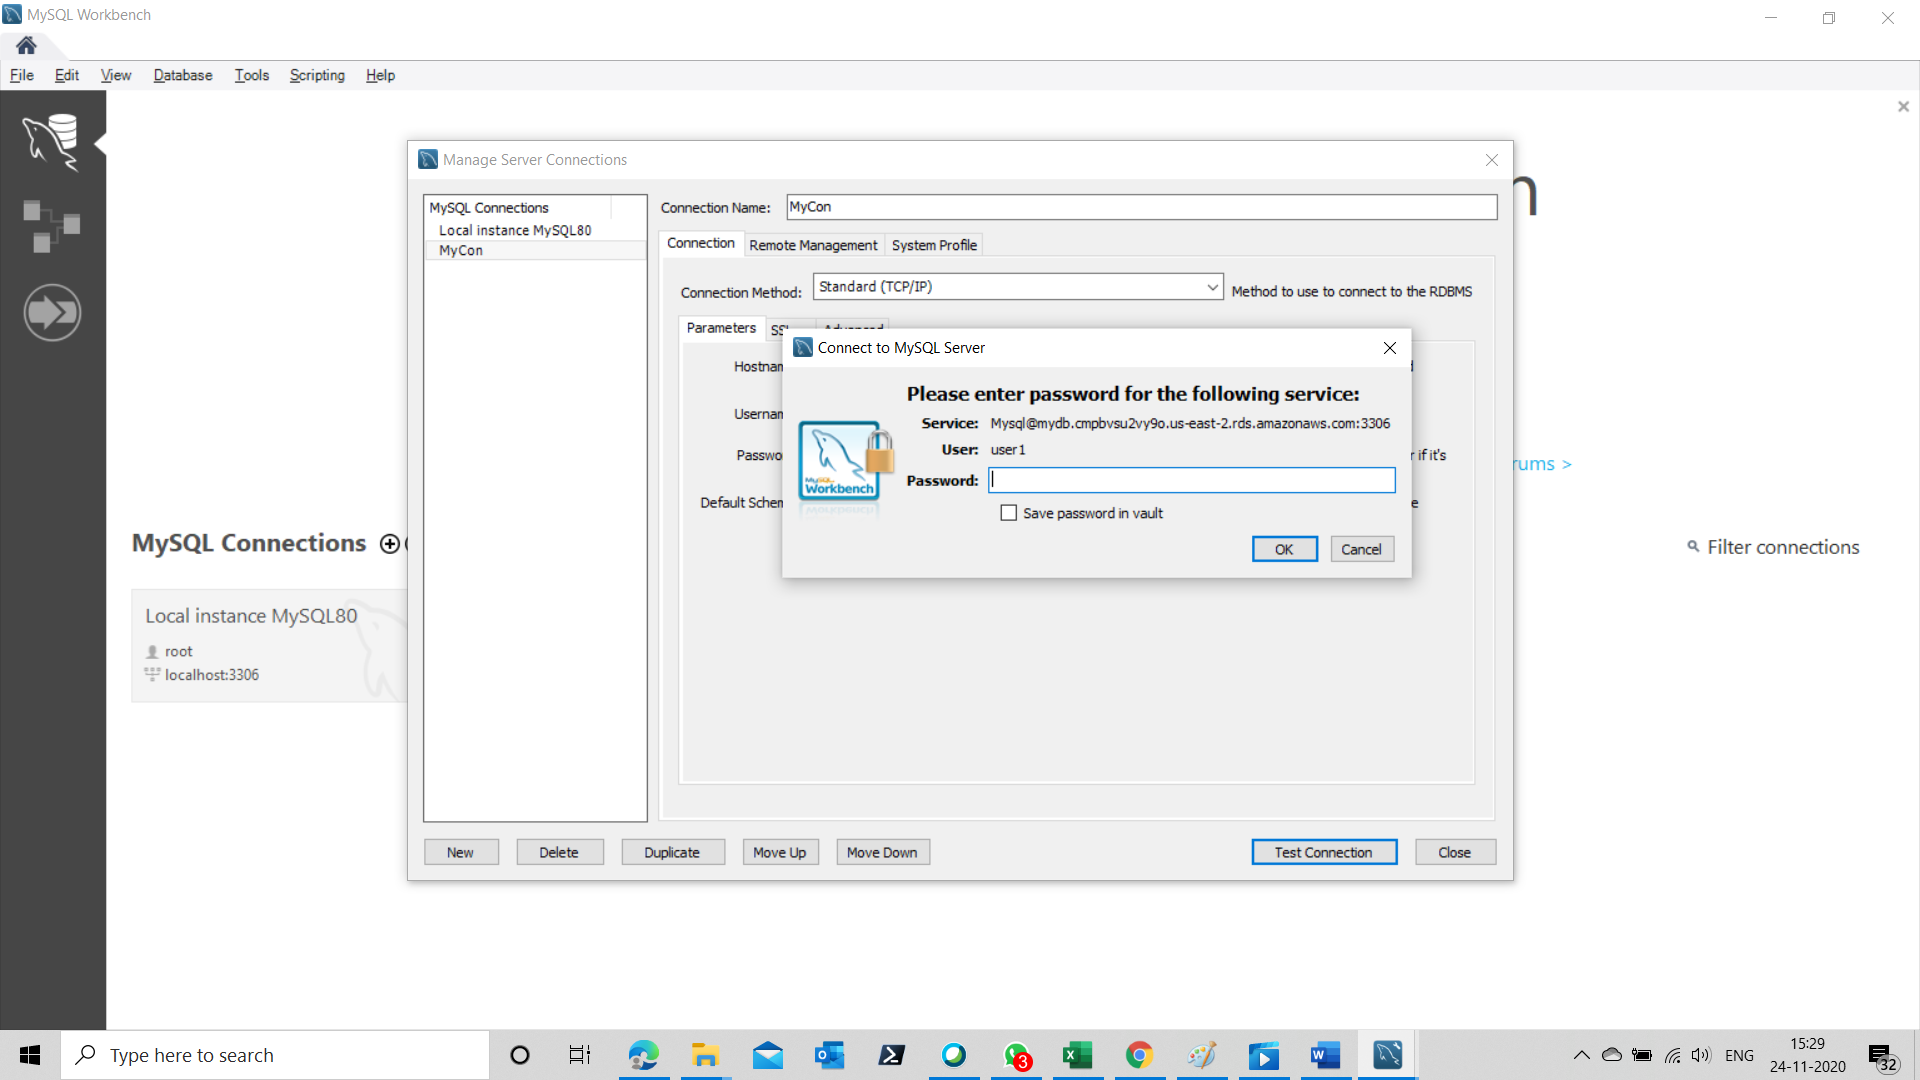 MySQL Workbench
File Edit View Database Tools Scripting Help
Manage Server Connections
MySQL Connections
Local instance MySQL80
MyCon
Connection Name: MyCon
Connection Remote Management System Profile
Connection Method: Standard (TCP/IP) Method to use to connect to the RDBMS
Parameters
Connect to MySQL Server
Please enter password for the following service:
Service: Mysql@mydb.cmpbvsu2vy9o.us-east-2.rds.amazonaws.com:3306
User: user1
Password:
Save password in vault
OK Cancel
MySQL Workbench
Default
r if it's
rums >
MySQL Connections
Filter connections
Local instance MySQL80
root
localhost:3306
New Delete Duplicate Move Up Move Down Test Connection Close
Type here to search
3
ENG
15:29
24-11-2020
32